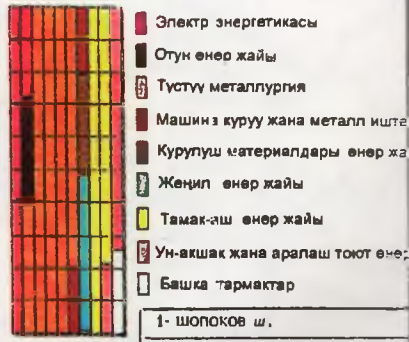 Электр энергетикасы
Отун өнөр жайы
Түстүү металлургия
Машина куруу жана металл иште
Курулуш материалдары өнөр жа
Жеңил өнөр жайы
Тамак-аш өнөр жайы
Ун-акшак жана аралаш тоют өнө
Башка тармактар
1- шопоков ш.